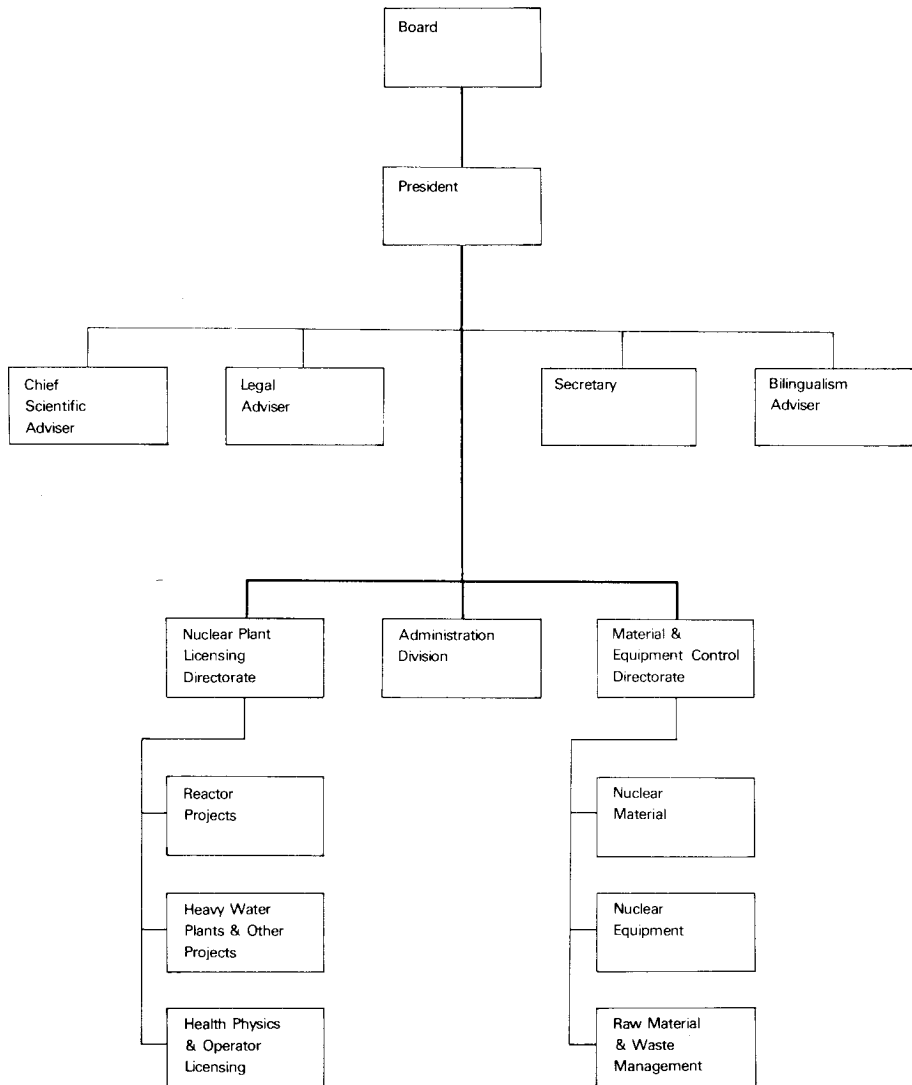 Board
President
Chief
Scientific
Adviser
Legal
Adviser
Secretary
Bilingualism
Adviser
Nuclear Plant
Licensing
Directorate
Administration
Division
Material &
Equipment Control
Directorate
Reactor
Projects
Heavy Water
Plants & Other
Projects
Health Physics
& Operator
Licensing
Nuclear
Material
Nuclear
Equipment
Raw Material
& Waste
Management